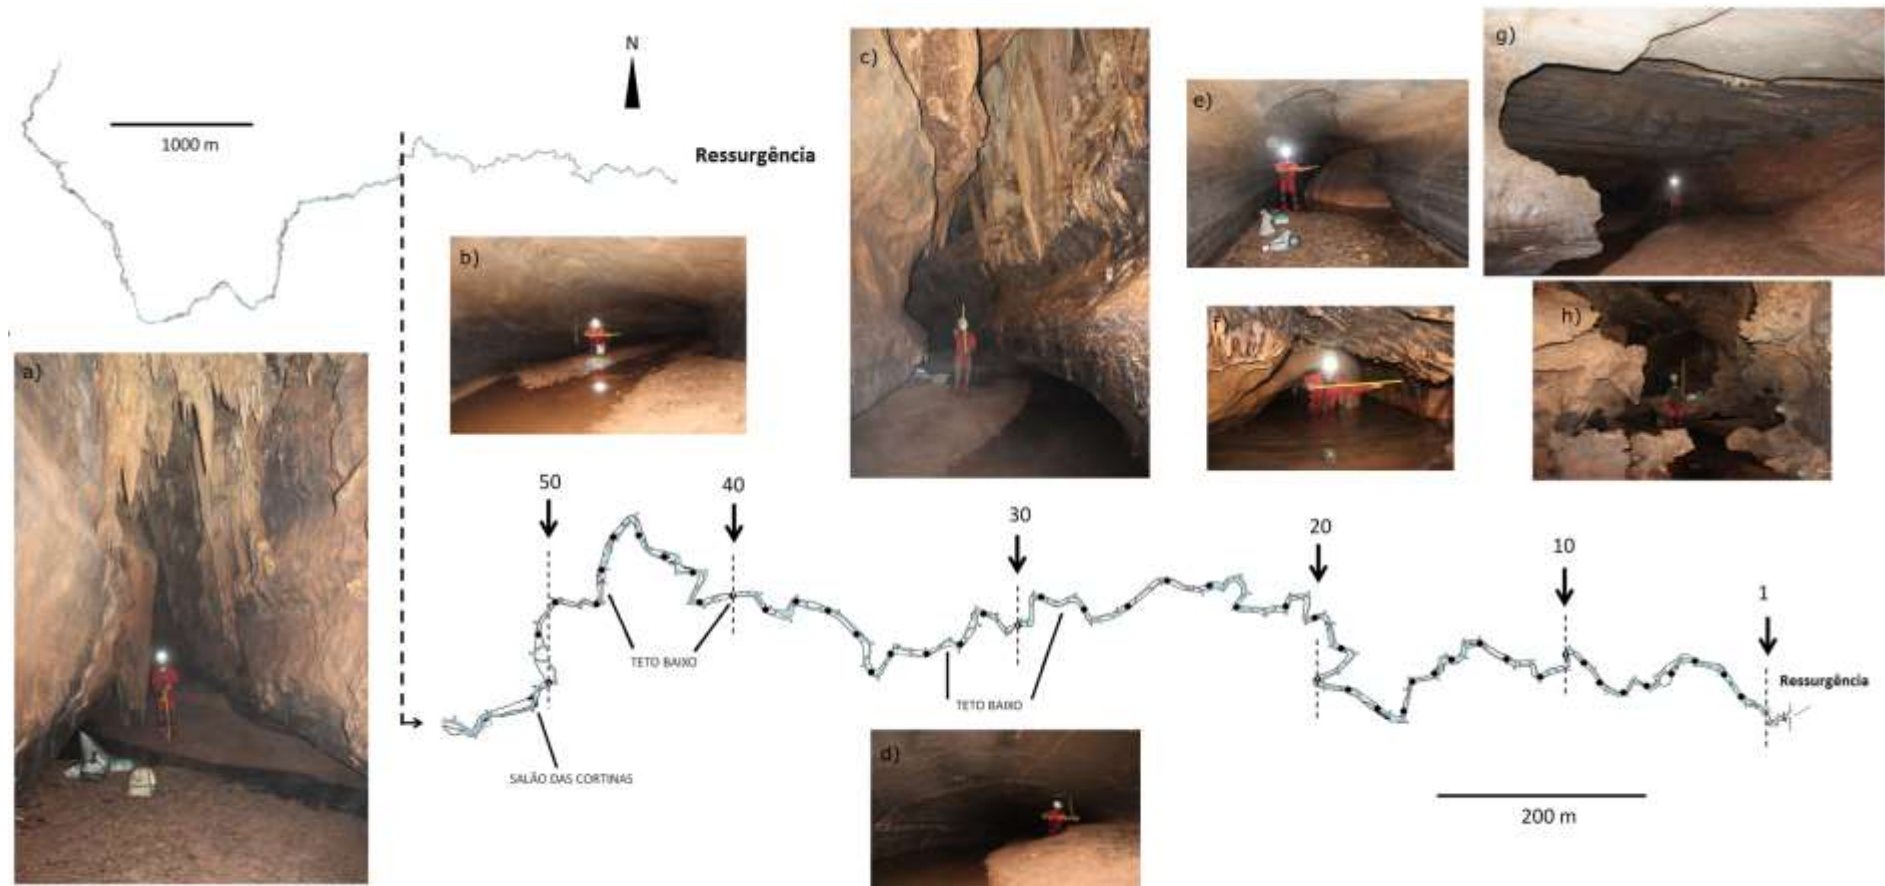 N
1000 m
Ressurgência
a)
b)
c)
d)
e)
f)
g)
h)
50
40
30
20
10
1
TETO BAIXO
TETO BAIXO
SALÃO DAS CORTINAS
Ressurgência
200 m